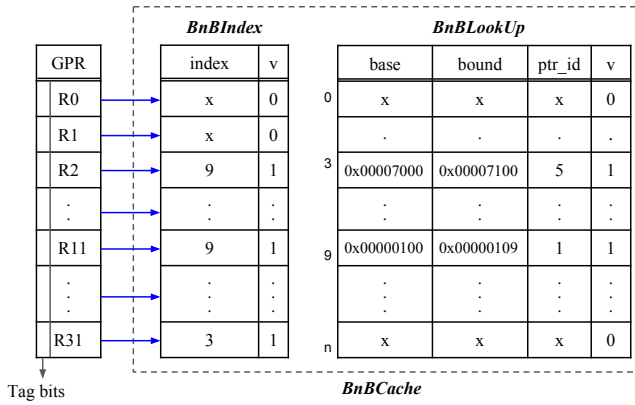 BnBIndex BnBLookUp
GPR index v base bound ptr_id v
R0 x 0 0 x x x 0
R1 x 0 . . . .
R2 9 1 3 0x00007000 0x00007100 5 1
: : : : : : :
R11 9 1 9 0x00000100 0x00000109 1 1
. . . . . . .
: : : : : : :
R31 3 1 n x x x 0
Tag bits BnBCache